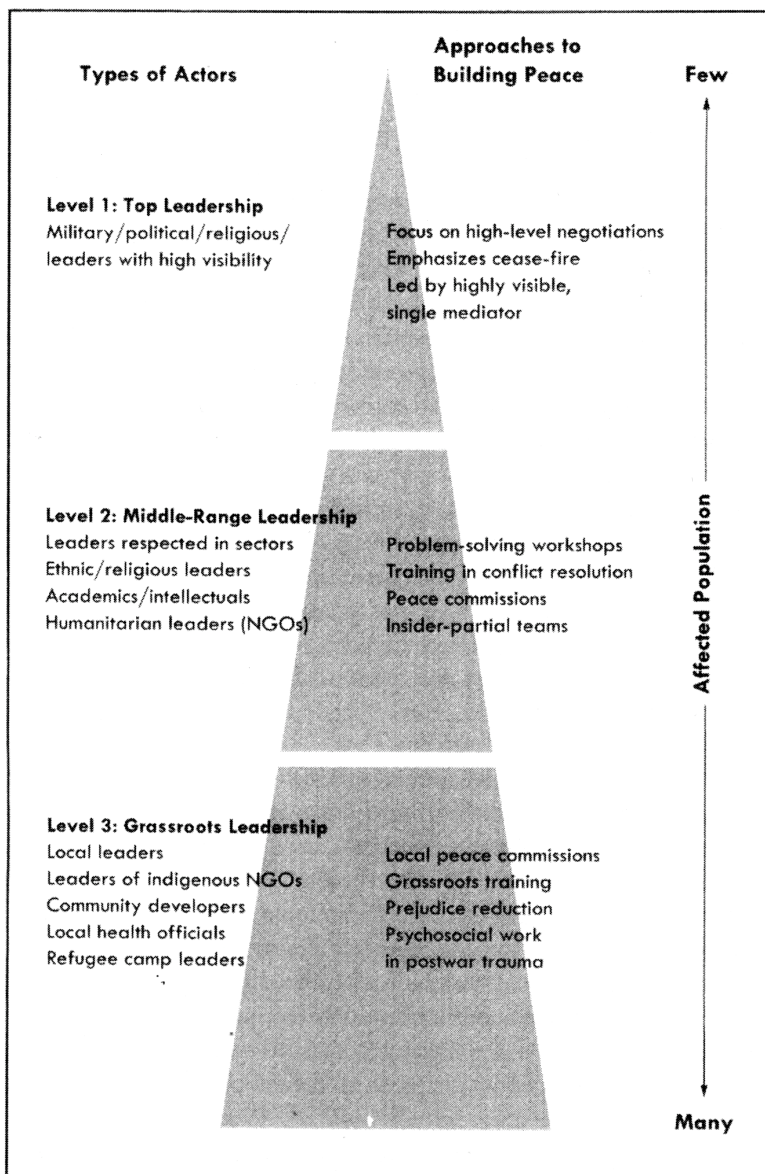 Types of Actors
Approaches to
Building Peace
Few
Level 1: Top Leadership
Military/political/religious/
leaders with high visibility
Focus on high-level negotiations
Emphasizes cease-fire
Led by highly visible,
single mediator
Level 2: Middle-Range Leadership
Leaders respected in sectors
Ethnic/religious leaders
Academics/intellectuals
Humanitarian leaders (NGOs)
Problem-solving workshops
Training in conflict resolution
Peace commissions
Insider-partial teams
Affected Population
Level 3: Grassroots Leadership
Local leaders
Leaders of indigenous NGOs
Community developers
Local health officials
Refugee camp leaders
Local peace commissions
Grassroots training
Prejudice reduction
Psychosocial work
in postwar trauma
Many